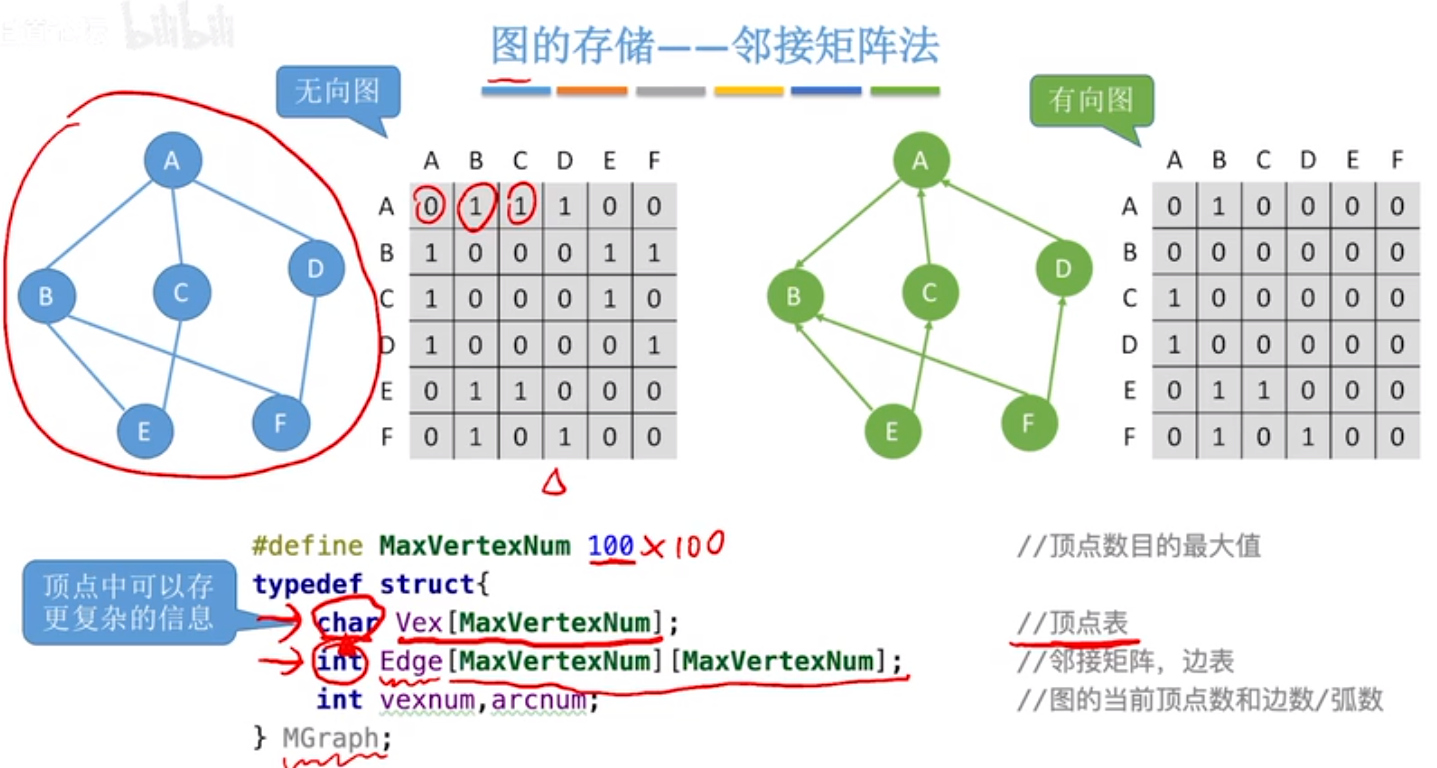 bilibili
图的存储——邻接矩阵法
无向图
有向图
A
B
C
D
E
F
A B C D E F
A 0 1 1 1 0 0
B 1 0 0 0 1 1
C 1 0 0 0 1 0
D 1 0 0 0 0 1
E 0 1 1 0 0 0
F 0 1 0 1 0 0
A
B
C
D
E
F
A B C D E F
A 0 1 0 0 0 0
B 0 0 0 0 0 0
C 1 0 0 0 0 0
D 1 0 0 0 0 0
E 0 1 1 0 0 0
F 0 1 0 1 0 0
#define MaxVertexNum 100 ×100 //顶点数目的最大值
typedef struct{
char Vex[MaxVertexNum]; //顶点表
int Edge[MaxVertexNum][MaxVertexNum]; //邻接矩阵，边表
int vexnum,arcnum; //图的当前顶点数和边数/弧数
} MGraph;
顶点中可以存
更复杂的信息